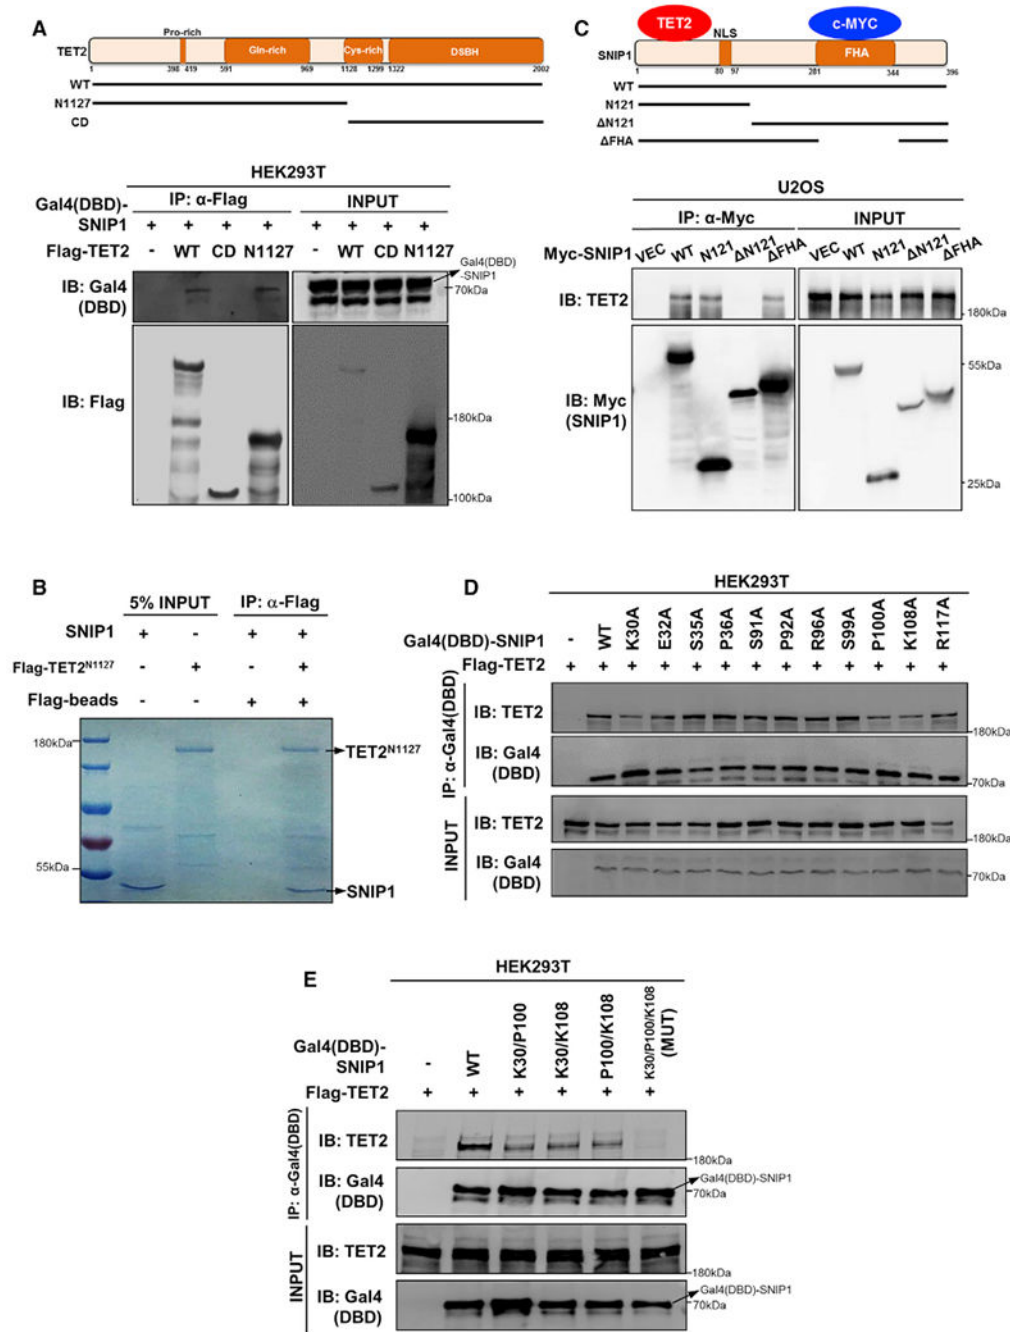 A
Pro-rich
TET2 Gln-rich Cys-rich DSBH
1 398 419 591 969 1128 1299 1322 2002
WT
N1127
CD
HEK293T
Gal4(DBD)-SNIP1 IP: α-Flag INPUT
+ + + + + + + +
Flag-TET2 - WT CD N1127 - WT CD N1127
IB: Gal4 (DBD)
Gal4(DBD)-SNIP1
70kDa
IB: Flag
180kDa
100kDa
C
TET2 c-MYC
NLS
SNIP1 FHA
1 80 97 281 344 396
WT
N121
ΔN121
ΔFHA
U2OS
IP: α-Myc INPUT
Myc-SNIP1 VEC WT N121 ΔN121 ΔFHA VEC WT N121 ΔN121 ΔFHA
IB: TET2
180kDa
IB: Myc (SNIP1)
55kDa
25kDa
B
5% INPUT IP: α-Flag
SNIP1 + - + +
Flag-TET2N1127 - + - +
Flag-beads - - + +
180kDa
TET2N1127
55kDa
SNIP1
D
HEK293T
Gal4(DBD)-SNIP1 - WT K30A E32A S35A P36A S91A P92A R96A S99A P100A K108A R117A
Flag-TET2 + + + + + + + + + + + + +
IP: α-Gal4(DBD)
IB: TET2
180kDa
IB: Gal4 (DBD)
70kDa
INPUT
IB: TET2
180kDa
IB: Gal4 (DBD)
70kDa
E
HEK293T
Gal4(DBD)-SNIP1 - WT K30/P100 K30/K108 P100/K108 K30/P100/K108 (MUT)
Flag-TET2 + + + + + +
IP: α-Gal4(DBD)
IB: TET2
180kDa
IB: Gal4 (DBD)
Gal4(DBD)-SNIP1
70kDa
INPUT
IB: TET2
180kDa
IB: Gal4 (DBD)
Gal4(DBD)-SNIP1
70kDa